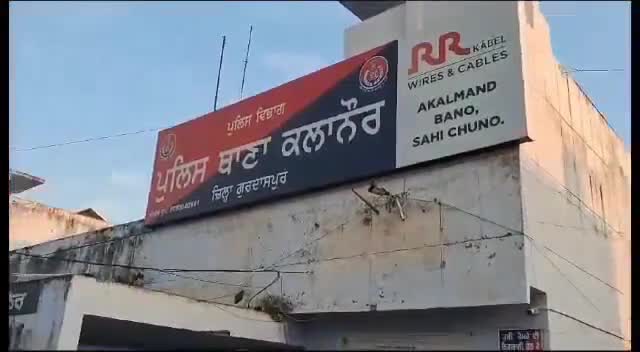 ਪੁਲਿਸ ਵਿਭਾਗ
ਪੁਲਿਸ ਥਾਣਾ ਕਲਾਨੌਰ
ਜ਼ਿਲ੍ਹਾ ਗੁਰਦਾਸਪੁਰ
RR KABEL
WIRES & CABLES
AKALMAND
BANO,
SAHI CHUNO.